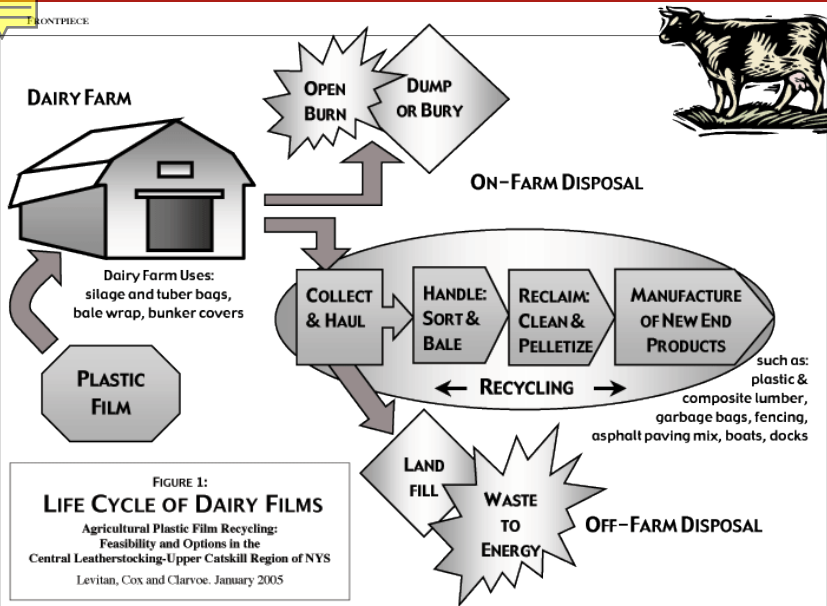 FRONTPIECE
DAIRY FARM
OPEN
BURN
DUMP
OR BURY
ON-FARM DISPOSAL
Dairy Farm Uses:
silage and tuber bags,
bale wrap, bunker covers
PLASTIC
FILM
COLLECT
& HAUL
HANDLE:
SORT &
BALE
RECLAIM:
CLEAN &
PELLETIZE
MANUFACTURE
OF NEW END
PRODUCTS
RECYCLING
such as:
plastic &
composite lumber,
garbage bags, fencing,
asphalt paving mix, boats, docks
LAND
FILL
WASTE
TO
ENERGY
OFF-FARM DISPOSAL
FIGURE 1:
LIFE CYCLE OF DAIRY FILMS
Agricultural Plastic Film Recycling:
Feasibility and Options in the
Central Leatherstocking-Upper Catskill Region of NYS
Levitan, Cox and Clarvoe. January 2005